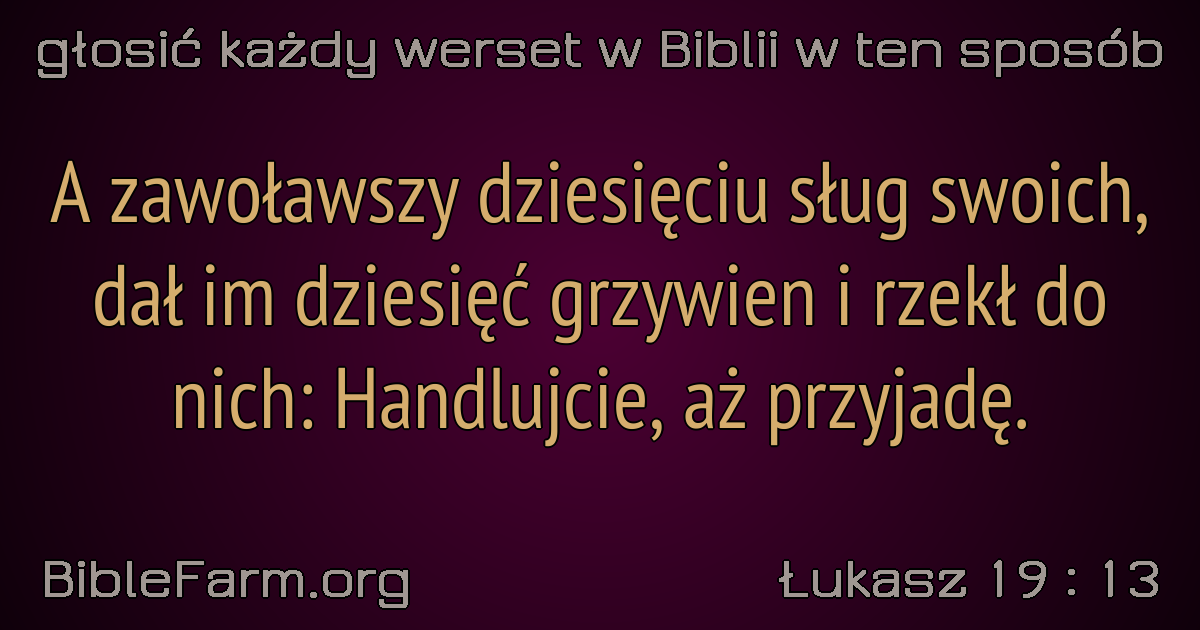 głosić każdy werset w Biblii w ten sposób
A zawoławszy dziesięciu sług swoich,
dał im dziesięć grzywien i rzekł do
nich: Handlujcie, aż przyjadę.
BibleFarm.org
Łukasz 19 : 13